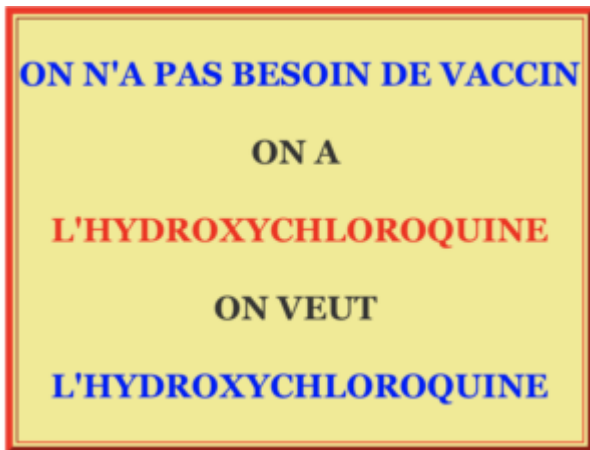 ON N'A PAS BESOIN DE VACCIN
ON A
L'HYDROXYCHLOROQUINE
ON VEUT
L'HYDROXYCHLOROQUINE